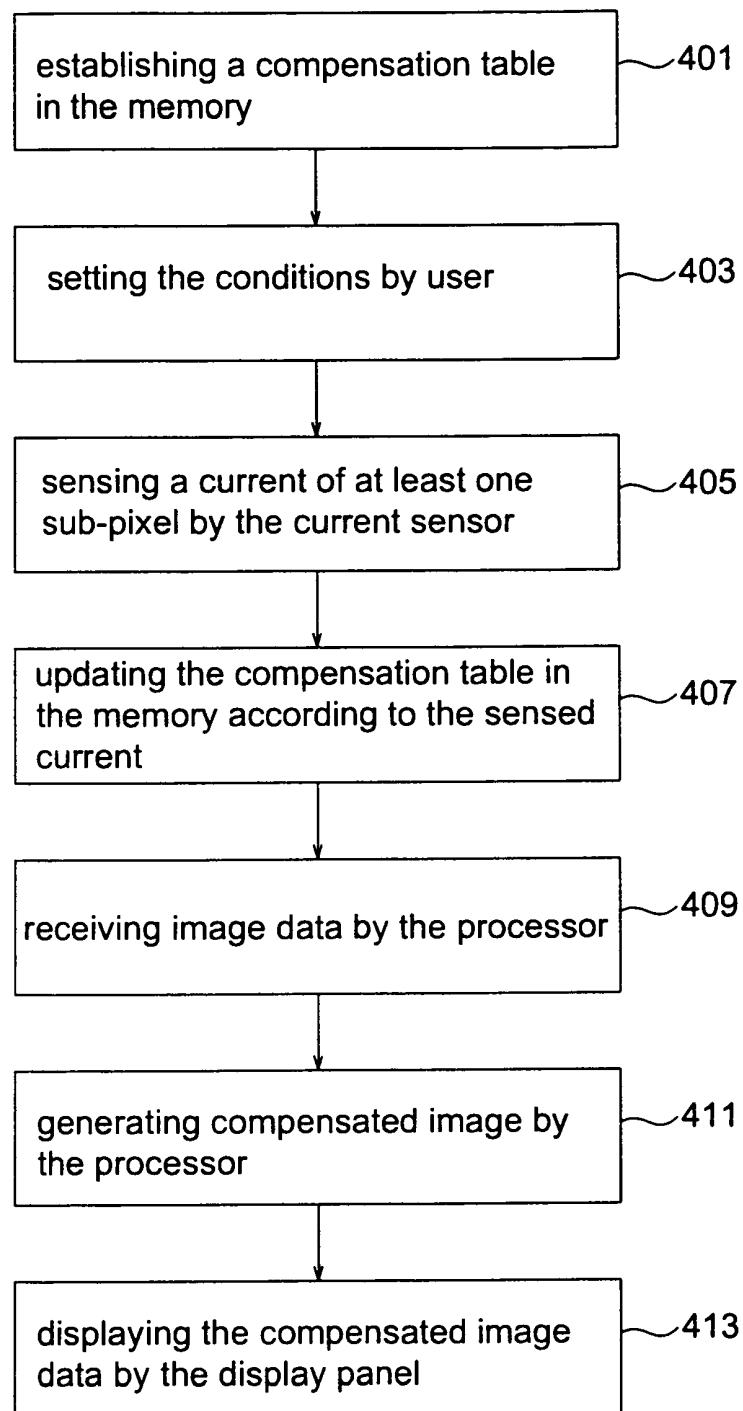 establishing a compensation table
in the memory
401
setting the conditions by user
403
sensing a current of at least one
sub-pixel by the current sensor
405
updating the compensation table in
the memory according to the sensed
current
407
receiving image data by the processor
409
generating compensated image by
the processor
411
displaying the compensated image
data by the display panel
413